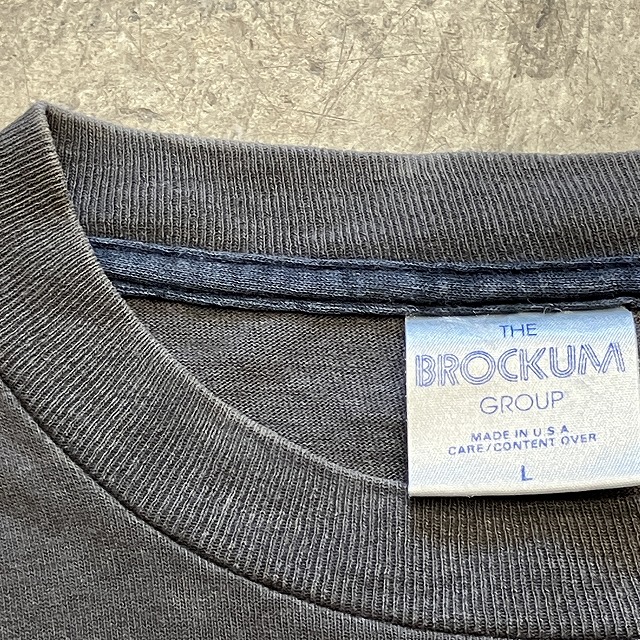 THE
BROCKUM
GROUP
MADE IN U.S.A
CARE/CONTENT OVER
L